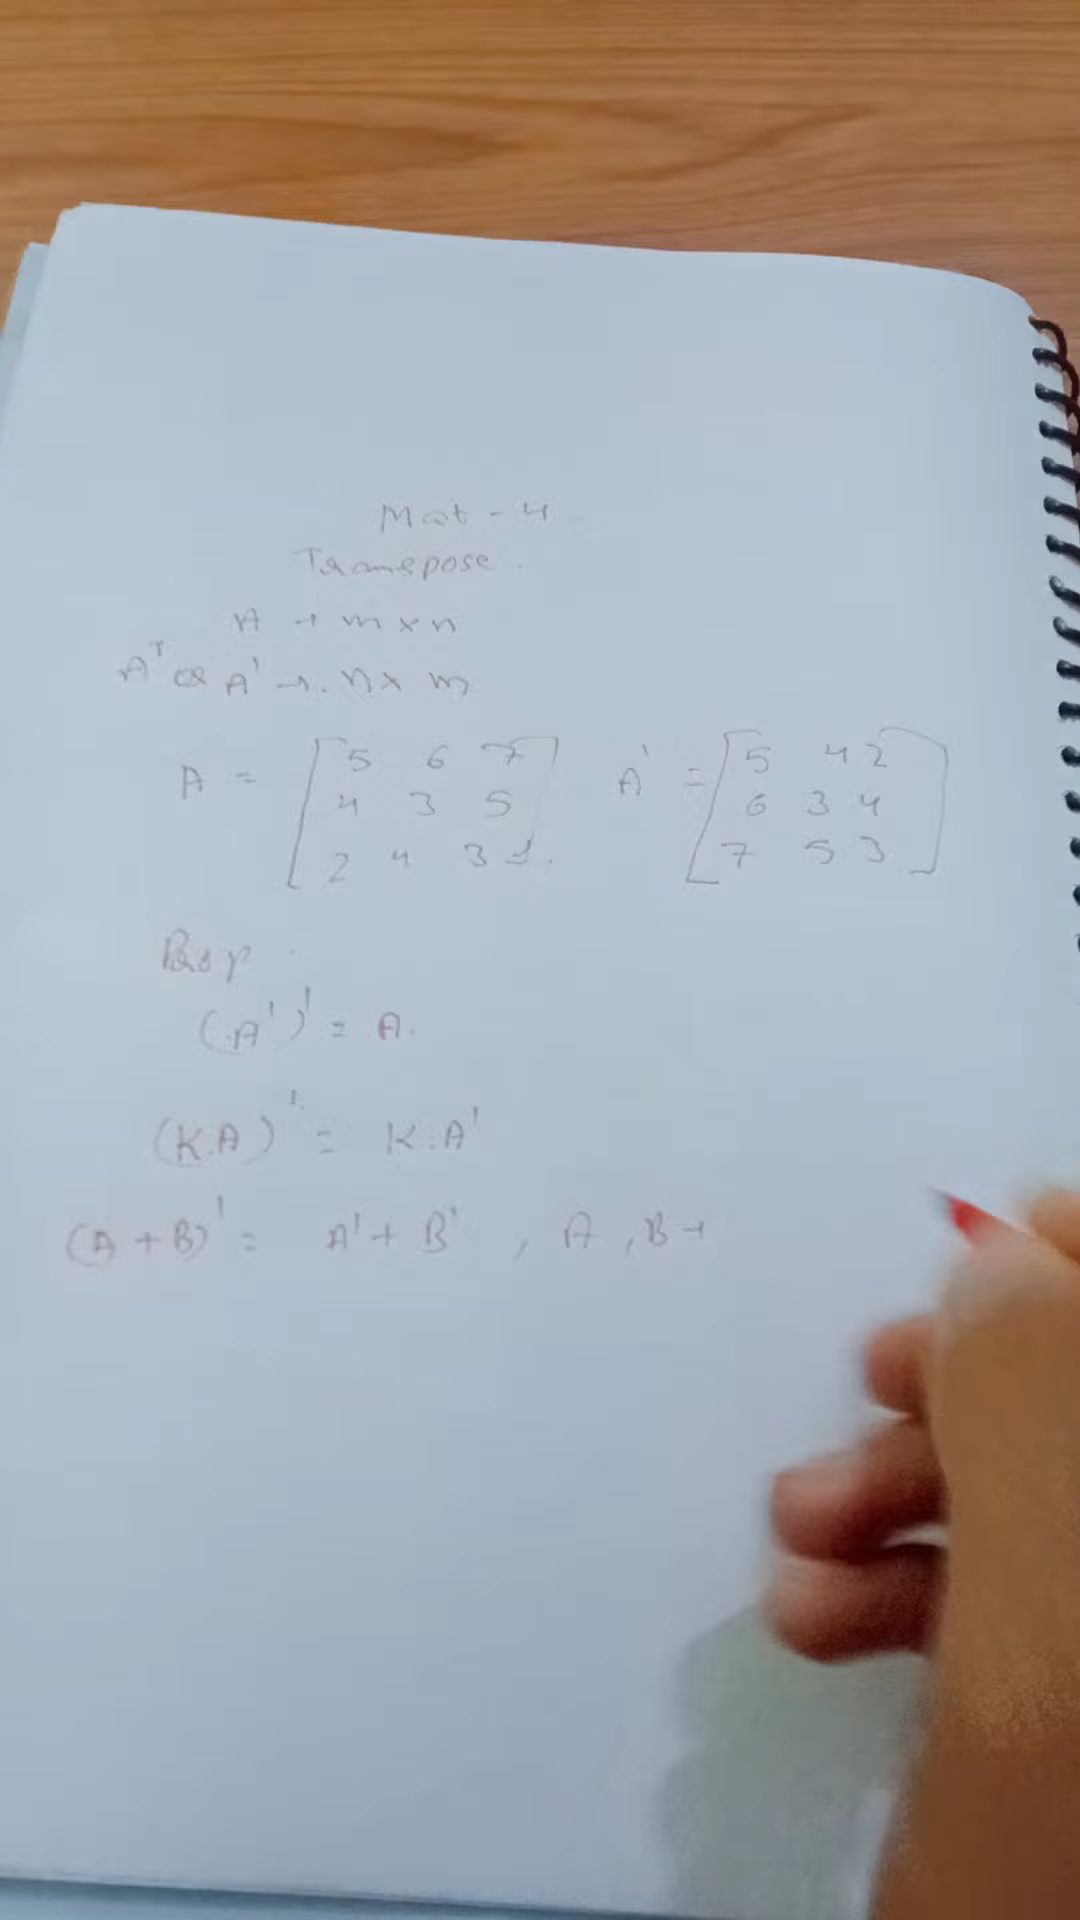 Mat - 4
Transpose.
A → m × n
A^T or A' → n × m
A = [5 6 7 A' = [5 4 2
4 3 5 6 3 4
2 4 3]. 7 5 3]
Prop
(A')' = A.
(K.A)' = K.A'
(A + B)' = A' + B' , A , B →